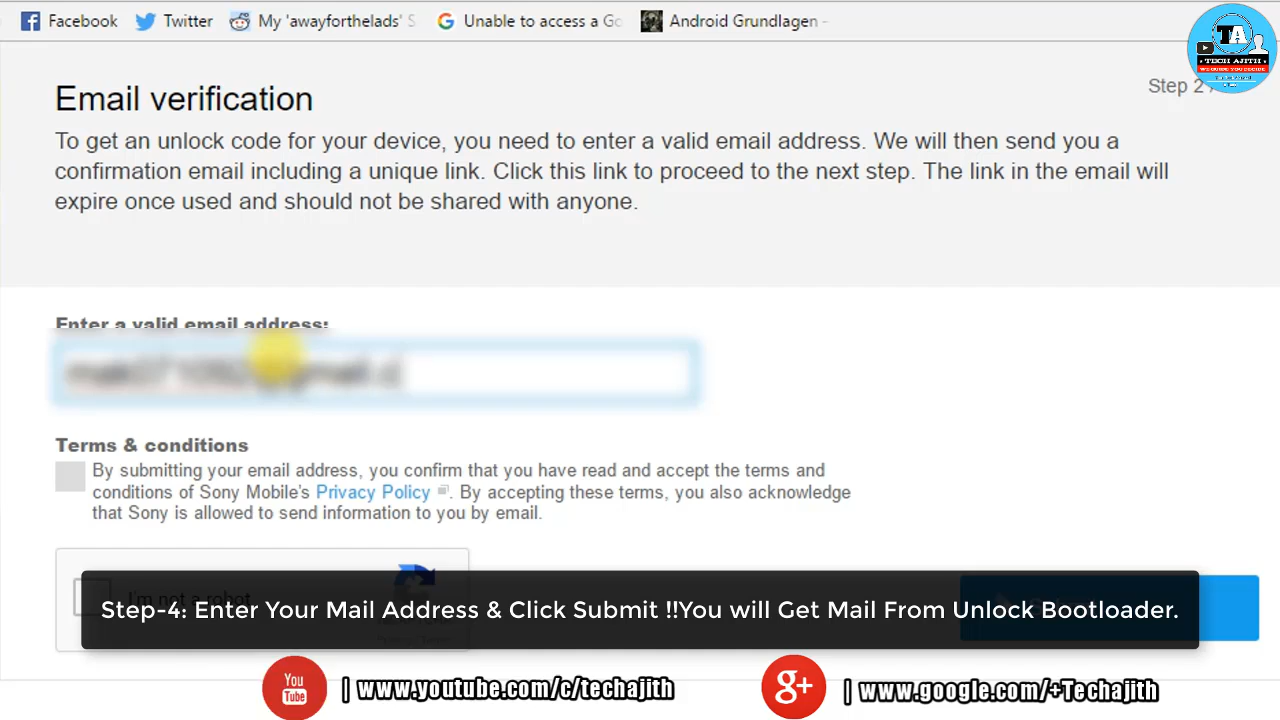 Facebook Twitter My 'awayforthelads' S Unable to access a Go Android Grundlagen -
TA
TECH AJITH
Step 2
Email verification
To get an unlock code for your device, you need to enter a valid email address. We will then send you a
confirmation email including a unique link. Click this link to proceed to the next step. The link in the email will
expire once used and should not be shared with anyone.
Enter a valid email address:
Terms & conditions
By submitting your email address, you confirm that you have read and accept the terms and
conditions of Sony Mobile's Privacy Policy. By accepting these terms, you also acknowledge
that Sony is allowed to send information to you by email.
I'm not a robot
Step-4: Enter Your Mail Address & Click Submit !!You will Get Mail From Unlock Bootloader.
You Tube | www.youtube.com/c/techajith g+ | www.google.com/+Techajith